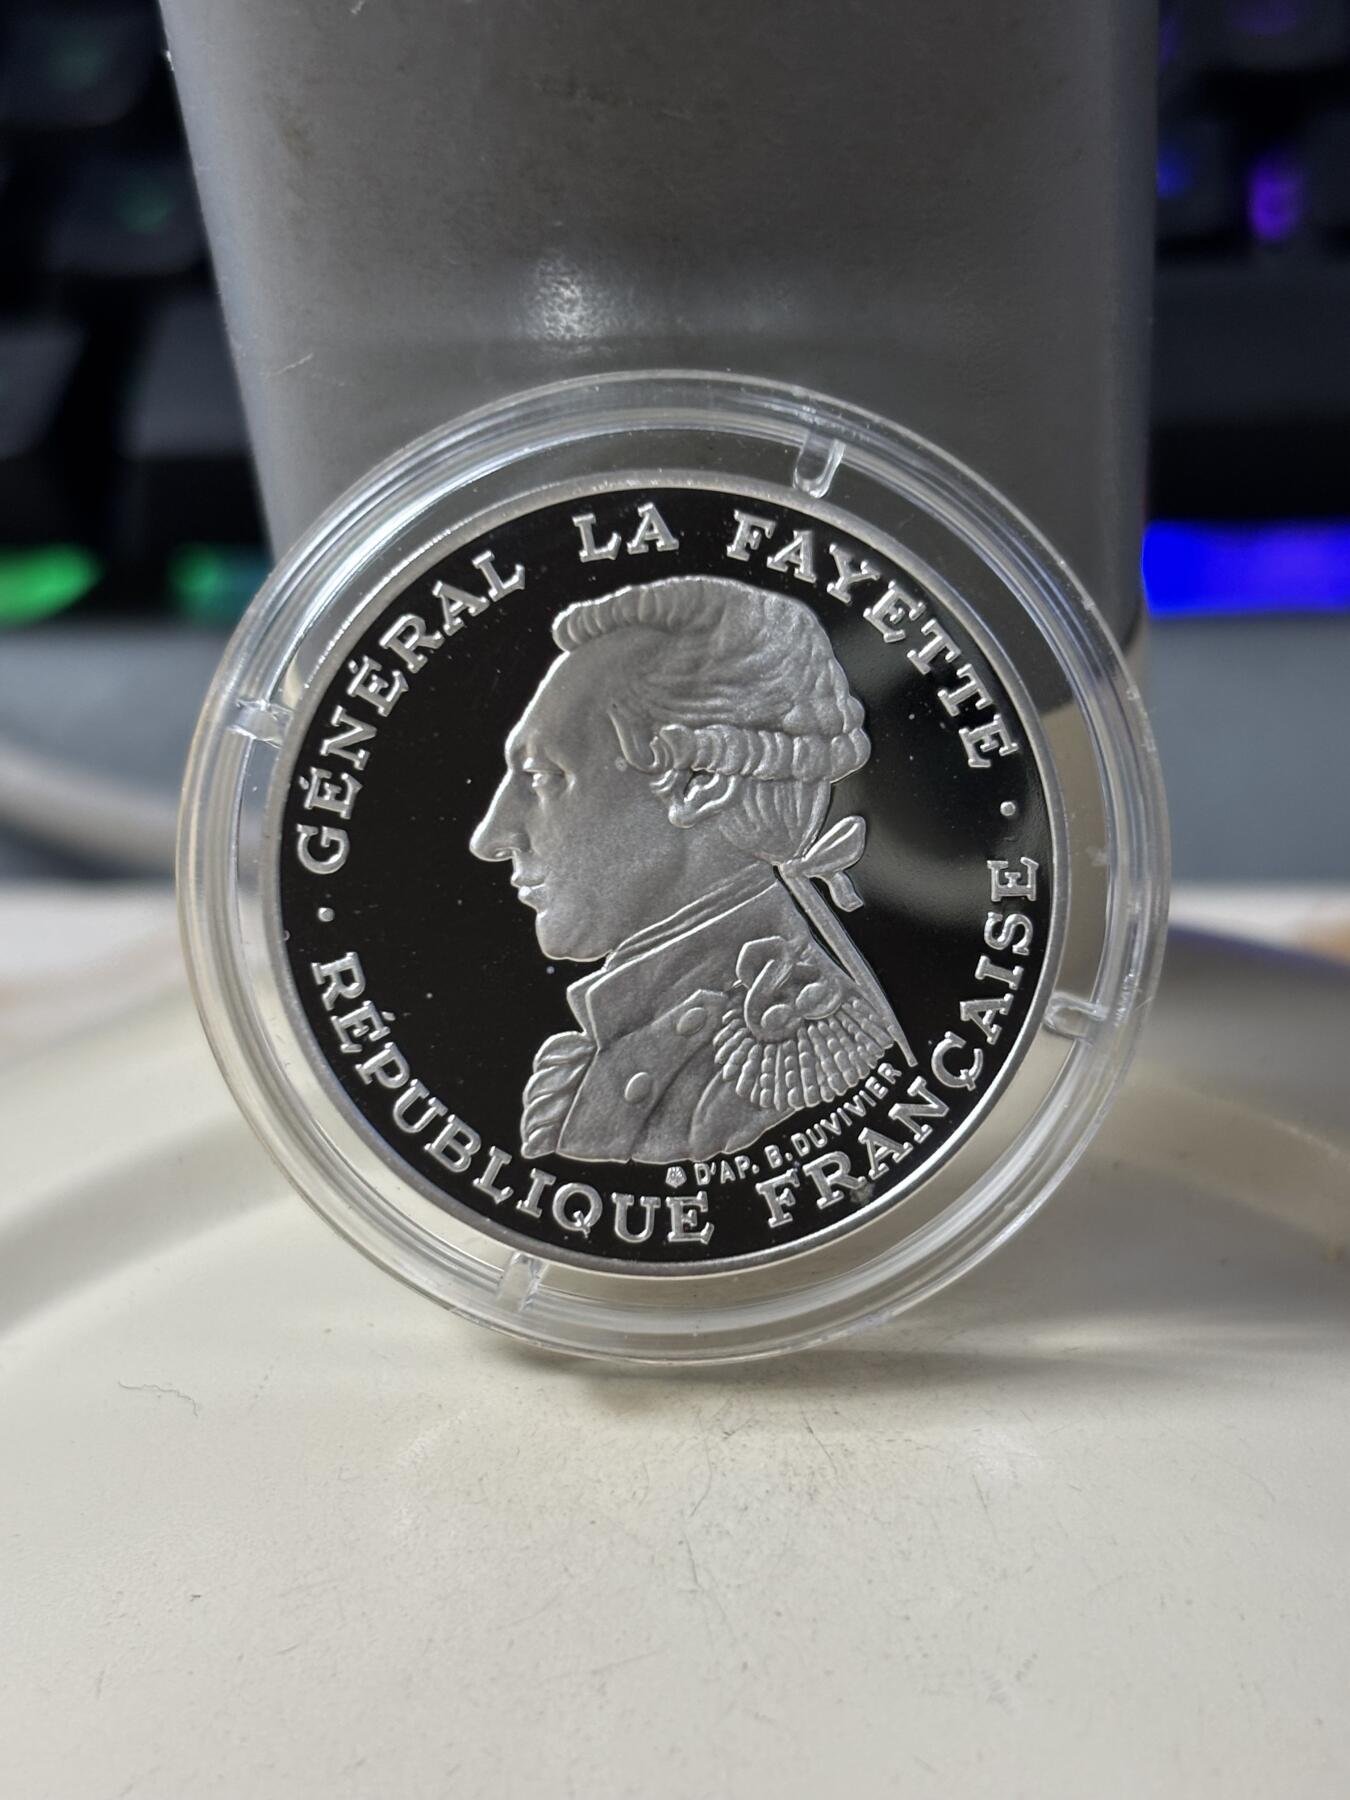 · GÉNÉRAL LA FAYETTE ·
RÉPUBLIQUE FRANÇAISE
D'AP. B. DUVIVIER